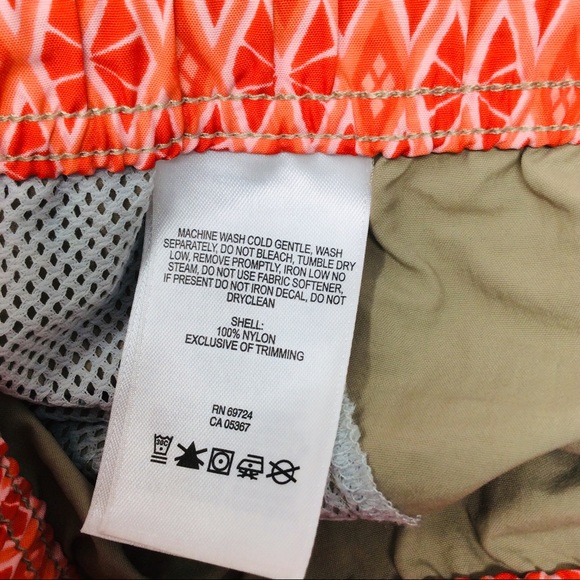 MACHINE WASH COLD GENTLE, WASH
SEPARATELY, DO NOT BLEACH, TUMBLE DRY
LOW, REMOVE PROMPTLY, IRON LOW NO
STEAM, DO NOT USE FABRIC SOFTENER,
IF PRESENT DO NOT IRON DECAL, DO NOT
DRYCLEAN
SHELL:
100% NYLON
EXCLUSIVE OF TRIMMING
RN 69724
CA 05367